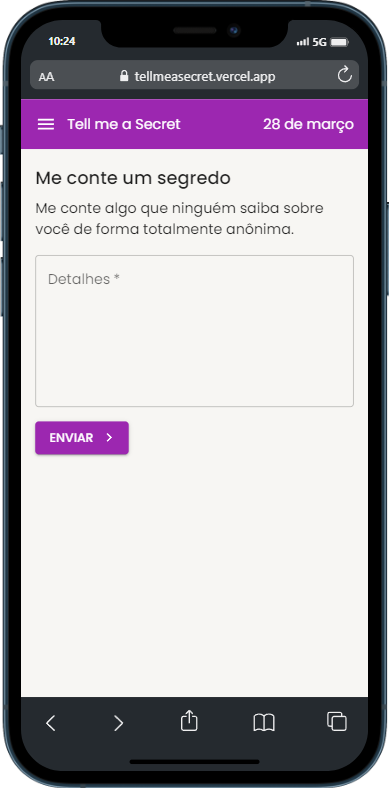 10:24
5G
AA
tellmeasecret.vercel.app
Tell me a Secret
28 de março
Me conte um segredo
Me conte algo que ninguém saiba sobre
você de forma totalmente anônima.
Detalhes *
ENVIAR